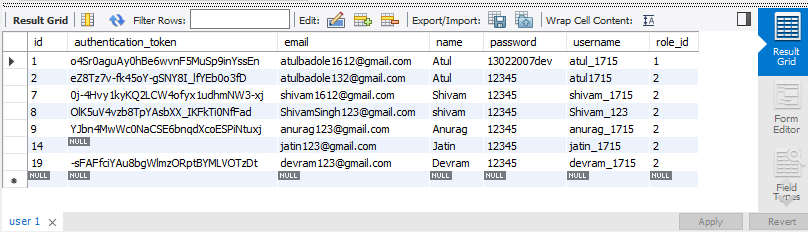 Result Grid Filter Rows: Edit: Export/Import: Wrap Cell Content:
id authentication_token email name password username role_id
1 o4Sr0aguAy0hBe6wvnF5MuSp9inYssEn atulbadole1612@gmail.com Atul 13022007dev atul_1715 1
2 eZ8Tz7v-fk45oY-gSNY8I_lfYEb0o3fD atulbadole132@gmail.com Atul 12345 atul_1715 2
7 0j-4Hvy1kyKQ2LCW4ofyx1udhmNW3-xj shivam1612@gmail.com Shivam 12345 shivam_1715 2
8 OlK5uV4vzb8TpYAsbXX_IKFkTi0NfFad ShivamSingh123@gmail.com shivam 12345 Shivam_123 2
9 YJbn4MwWc0NaCSE6bnqdXcoESPiNtuxj anurag123@gmail.com Anurag 12345 anurag_1715 2
14 NULL jatin123@gmail.com Jatin 12345 jatin_1715 2
19 -sFAFfciYAu8bgWlmzORptBYMLVOTzDt devram123@gmail.com Devram 12345 devram_1715 2
NULL NULL NULL NULL NULL NULL NULL
Result
Grid
Form
Editor
Field
Types
user 1
Apply Revert